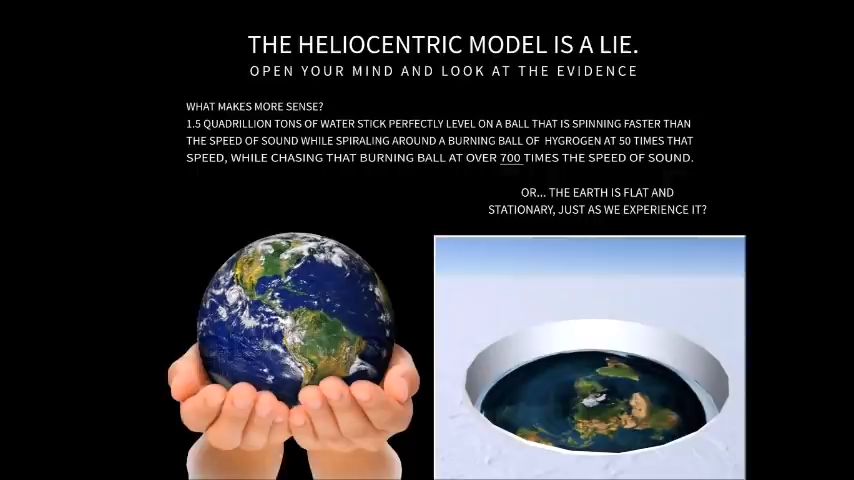 THE HELIOCENTRIC MODEL IS A LIE.
OPEN YOUR MIND AND LOOK AT THE EVIDENCE
WHAT MAKES MORE SENSE?
1.5 QUADRILLION TONS OF WATER STICK PERFECTLY LEVEL ON A BALL THAT IS SPINNING FASTER THAN
THE SPEED OF SOUND WHILE SPIRALING AROUND A BURNING BALL OF HYGROGEN AT 50 TIMES THAT
SPEED, WHILE CHASING THAT BURNING BALL AT OVER 700 TIMES THE SPEED OF SOUND.
OR... THE EARTH IS FLAT AND
STATIONARY, JUST AS WE EXPERIENCE IT?